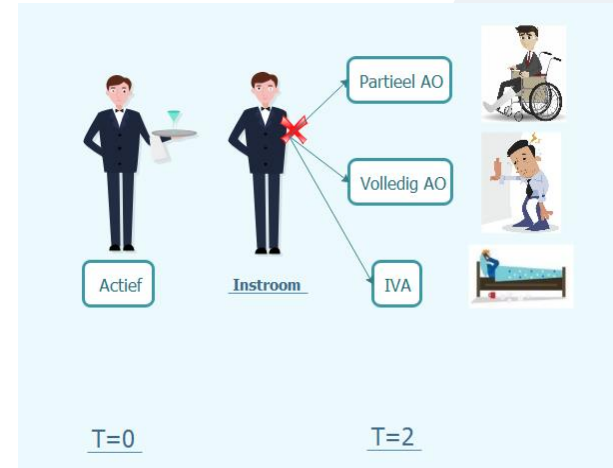 Partieel AO
Volledig AO
Actief
Instroom
IVA
T=0
T=2